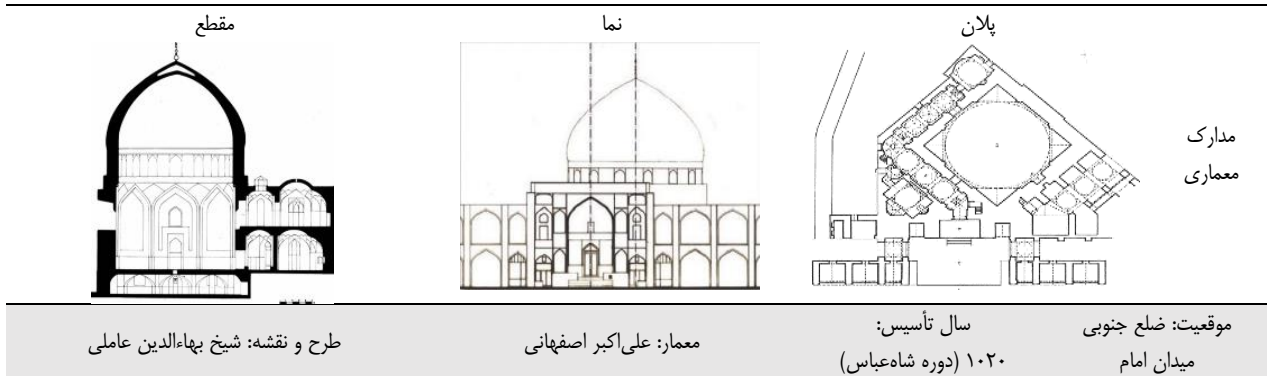 پلان
نما
مقطع
مدارک
معماری
موقعیت: ضلع جنوبی
میدان امام
سال تأسیس:
۱۰۲۰ (دوره شاه‌عباس)
معمار: علی‌اکبر اصفهانی
طرح و نقشه: شیخ بهاءالدین عاملی